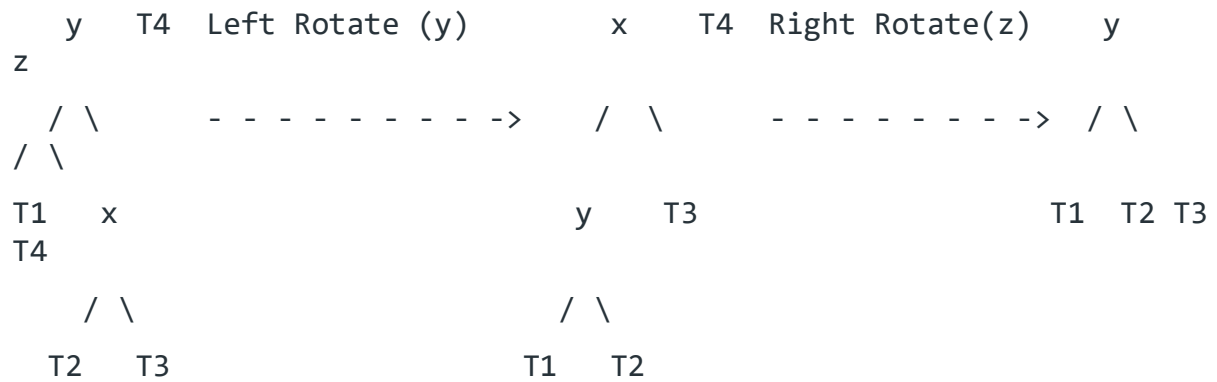 y T4 Left Rotate (y) x T4 Right Rotate(z) y
z
/ \ - - - - - - - - -> / \ - - - - - - - -> / \
/ \
T1 x y T3 T1 T2 T3
T4
/ \ / \
T2 T3 T1 T2